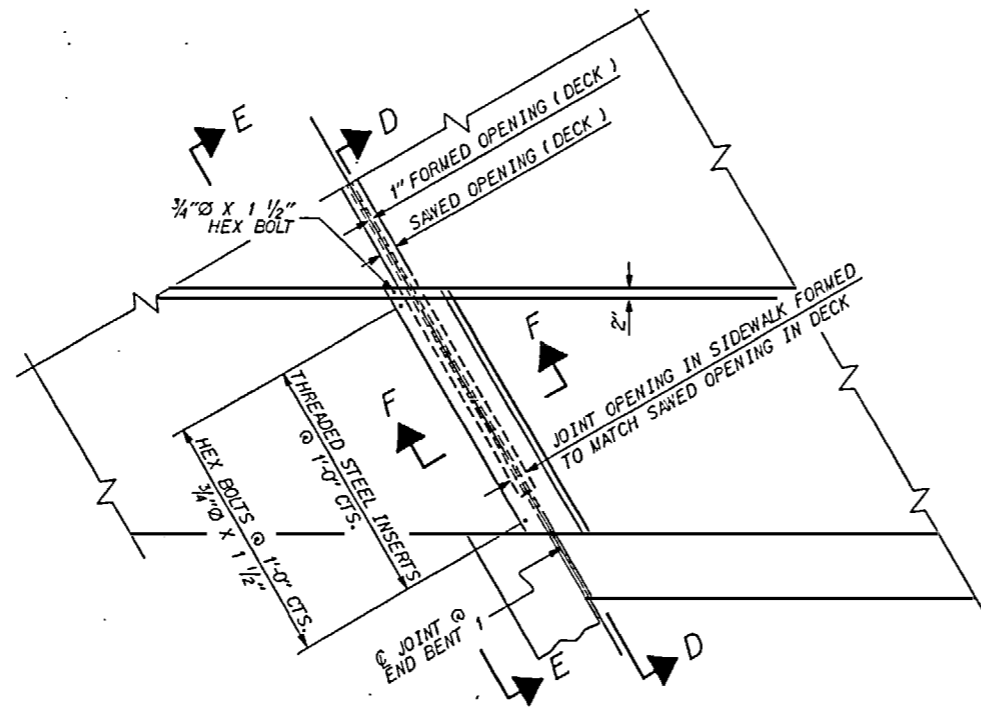 E
D
1" FORMED OPENING ( DECK )
SAWED OPENING ( DECK )
3/4"Ø X 1 1/2"
HEX BOLT
2"
F
F
JOINT OPENING IN SIDEWALK FORMED
TO MATCH SAWED OPENING IN DECK
THREADED STEEL INSERTS
@ 1'-0" CTS.
HEX BOLTS @ 1'-0" CTS.
3/4"Ø X 1 1/2"
℄ JOINT @
END BENT 1
E
D